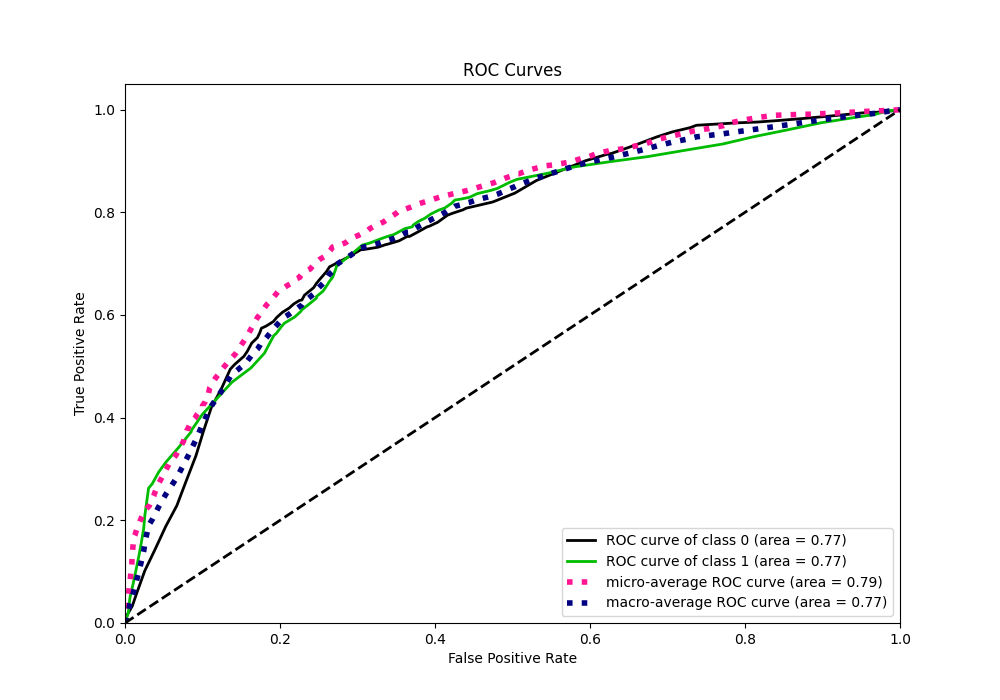 ROC Curves
True Positive Rate
1.0
0.8
0.6
0.4
0.2
0.0
0.0 0.2 0.4 0.6 0.8 1.0
False Positive Rate
ROC curve of class 0 (area = 0.77)
ROC curve of class 1 (area = 0.77)
micro-average ROC curve (area = 0.79)
macro-average ROC curve (area = 0.77)